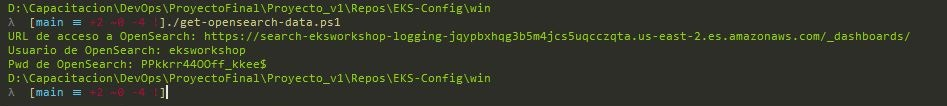 D:\Capacitacion\DevOps\ProyectoFinal\Proyecto_v1\Repos\EKS-Config\win
λ [main ≡ +2 ~0 -4 !]./get-opensearch-data.ps1
URL de acceso a OpenSearch: https://search-eksworkshop-logging-jqypbxhqg3b5m4jcs5uqcczqta.us-east-2.es.amazonaws.com/_dashboards/
Usuario de OpenSearch: eksworkshop
Pwd de OpenSearch: PPkkrr44OOff_kkee$
D:\Capacitacion\DevOps\ProyectoFinal\Proyecto_v1\Repos\EKS-Config\win
λ [main ≡ +2 ~0 -4 !]